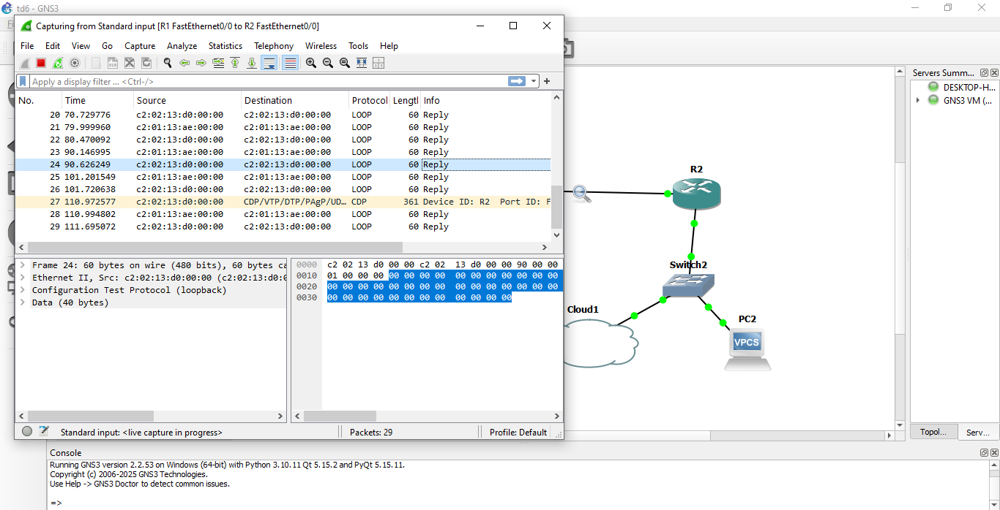 td6 - GNS3
Capturing from Standard input [R1 FastEthernet0/0 to R2 FastEthernet0/0]
File Edit View Go Capture Analyze Statistics Telephony Wireless Tools Help
Apply a display filter ... <Ctrl-/>
No. Time Source Destination Protocol Lengtl Info
20 70.729776 c2:02:13:d0:00:00 c2:02:13:d0:00:00 LOOP 60 Reply
21 79.999960 c2:01:13:ae:00:00 c2:01:13:ae:00:00 LOOP 60 Reply
22 80.470092 c2:02:13:d0:00:00 c2:02:13:d0:00:00 LOOP 60 Reply
23 90.146995 c2:01:13:ae:00:00 c2:01:13:ae:00:00 LOOP 60 Reply
24 90.626249 c2:02:13:d0:00:00 c2:02:13:d0:00:00 LOOP 60 Reply
25 101.201549 c2:01:13:ae:00:00 c2:01:13:ae:00:00 LOOP 60 Reply
26 101.720638 c2:02:13:d0:00:00 c2:02:13:d0:00:00 LOOP 60 Reply
27 110.972577 c2:02:13:d0:00:00 CDP/VTP/DTP/PAgP/UD… CDP 361 Device ID: R2 Port ID: F
28 110.994802 c2:01:13:ae:00:00 c2:01:13:ae:00:00 LOOP 60 Reply
29 111.695072 c2:02:13:d0:00:00 c2:02:13:d0:00:00 LOOP 60 Reply
Frame 24: 60 bytes on wire (480 bits), 60 bytes ca
Ethernet II, Src: c2:02:13:d0:00:00 (c2:02:13:d0:0
Configuration Test Protocol (loopback)
Data (40 bytes)
0000 c2 02 13 d0 00 00 c2 02 13 d0 00 00 90 00 00
0010 01 00 00 00 00 00 00 00 00 00 00 00 00 00 00
0020 00 00 00 00 00 00 00 00 00 00 00 00 00 00 00
0030 00 00 00 00 00 00 00 00 00 00 00 00
Standard input: <live capture in progress>
Packets: 29
Profile: Default
R2
Switch2
Cloud1
PC2
VPCS
Servers Summ...
DESKTOP-H...
GNS3 VM (...
Topol...
Serv...
Console
Running GNS3 version 2.2.53 on Windows (64-bit) with Python 3.10.11 Qt 5.15.2 and PyQt 5.15.11.
Copyright (c) 2006-2025 GNS3 Technologies.
Use Help -> GNS3 Doctor to detect common issues.
=>